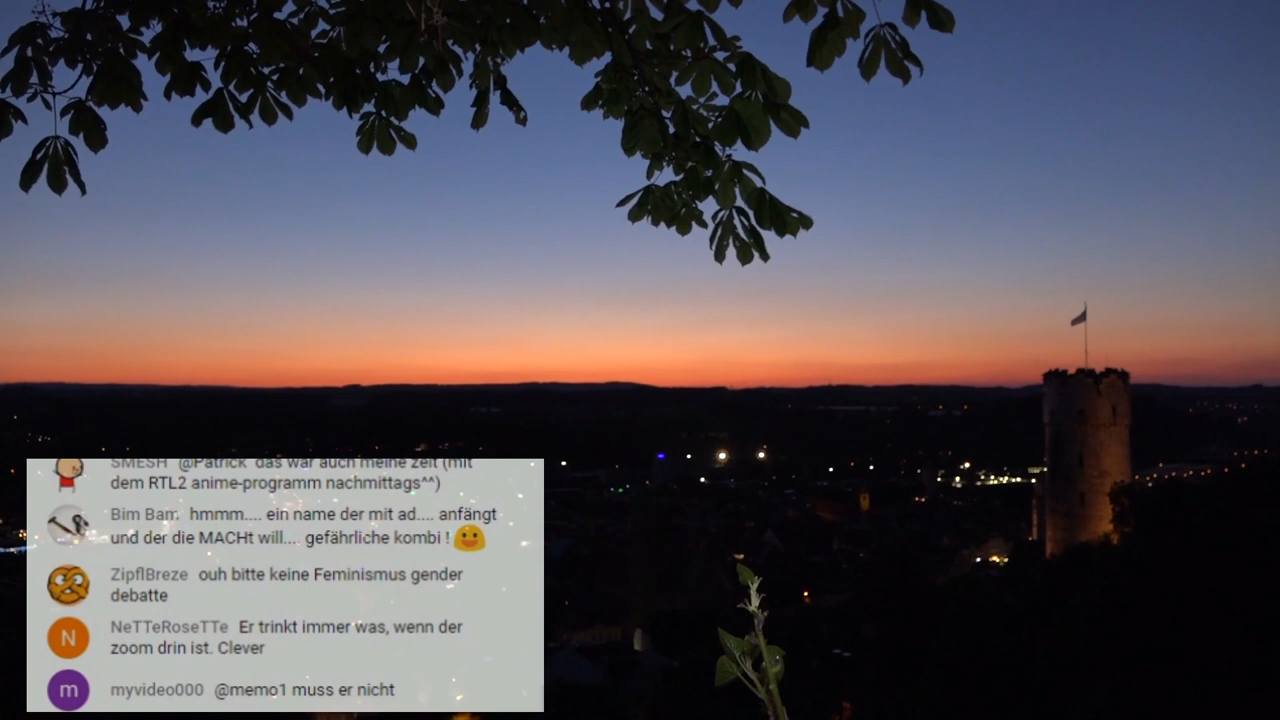 SMESH @Patrick das war auch meine zeit (mit
dem RTL2 anime-programm nachmittags^^)
Bim Bam hmmm.... ein name der mit ad.... anfängt
und der die MACHt will.... gefährliche kombi !
ZipflBreze ouh bitte keine Feminismus gender
debatte
N
NeTTeRoseTTe Er trinkt immer was, wenn der
zoom drin ist. Clever
m
myvideo000 @memo1 muss er nicht